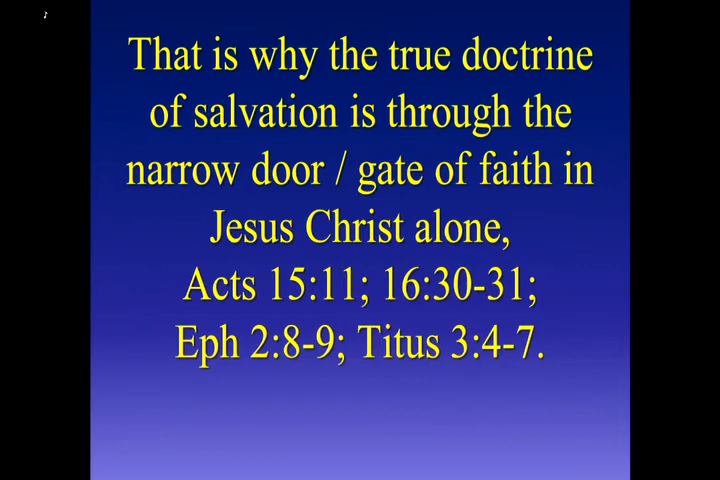 That is why the true doctrine
of salvation is through the
narrow door / gate of faith in
Jesus Christ alone,
Acts 15:11; 16:30-31;
Eph 2:8-9; Titus 3:4-7.